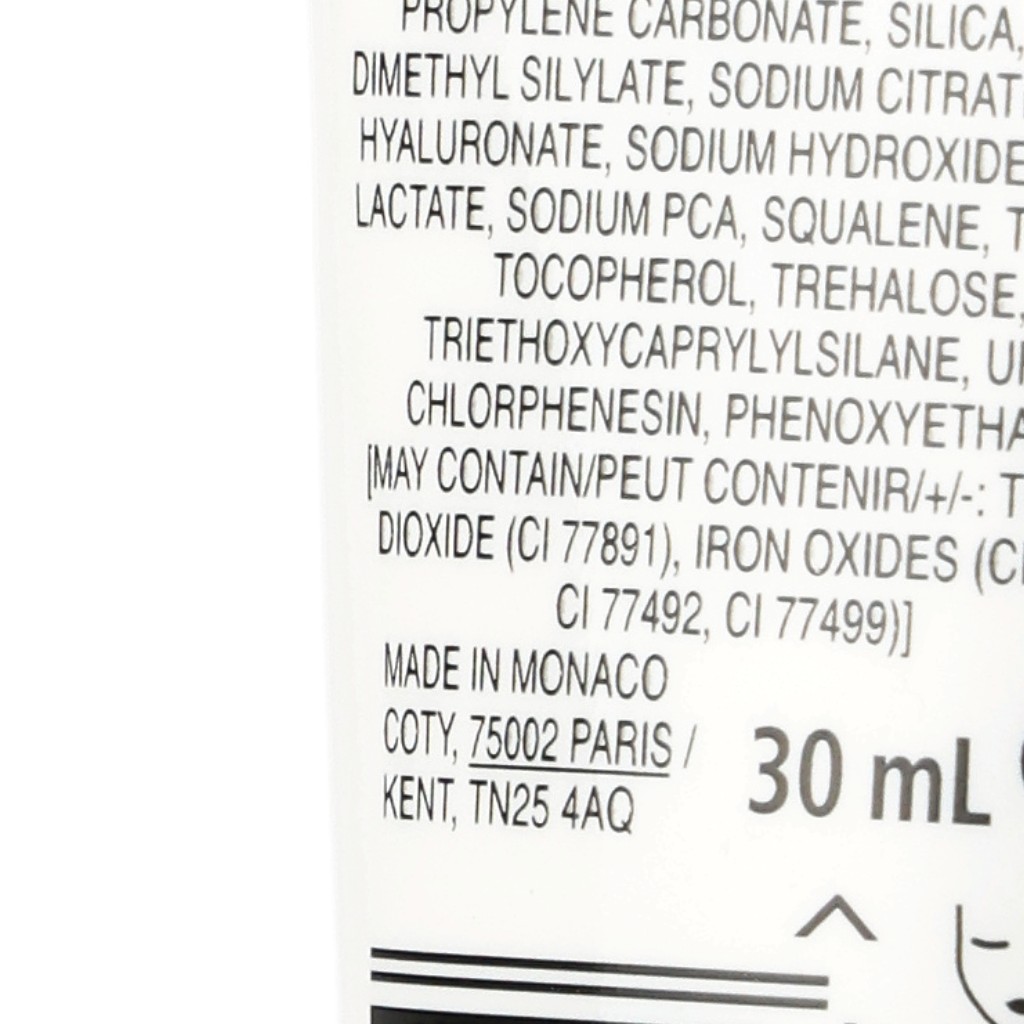 PROPYLENE CARBONATE, SILICA,
DIMETHYL SILYLATE, SODIUM
HYALURONATE, SODIUM HYDROXIDE
LACTATE, SODIUM PCA, SQUALENE,
TOCOPHEROL, TREHALOSE,
TRIETHOXYCAPRYLYLSILANE,
CHLORPHENESIN,
[MAY CONTAIN/PEUT CONTENIR/+/-:
DIOXIDE (CI 77891), IRON OXIDES
CI 77492, CI 77499)]
MADE IN MONACO
COTY, 75002 PARIS /
KENT, TN25 4AQ
30 mL